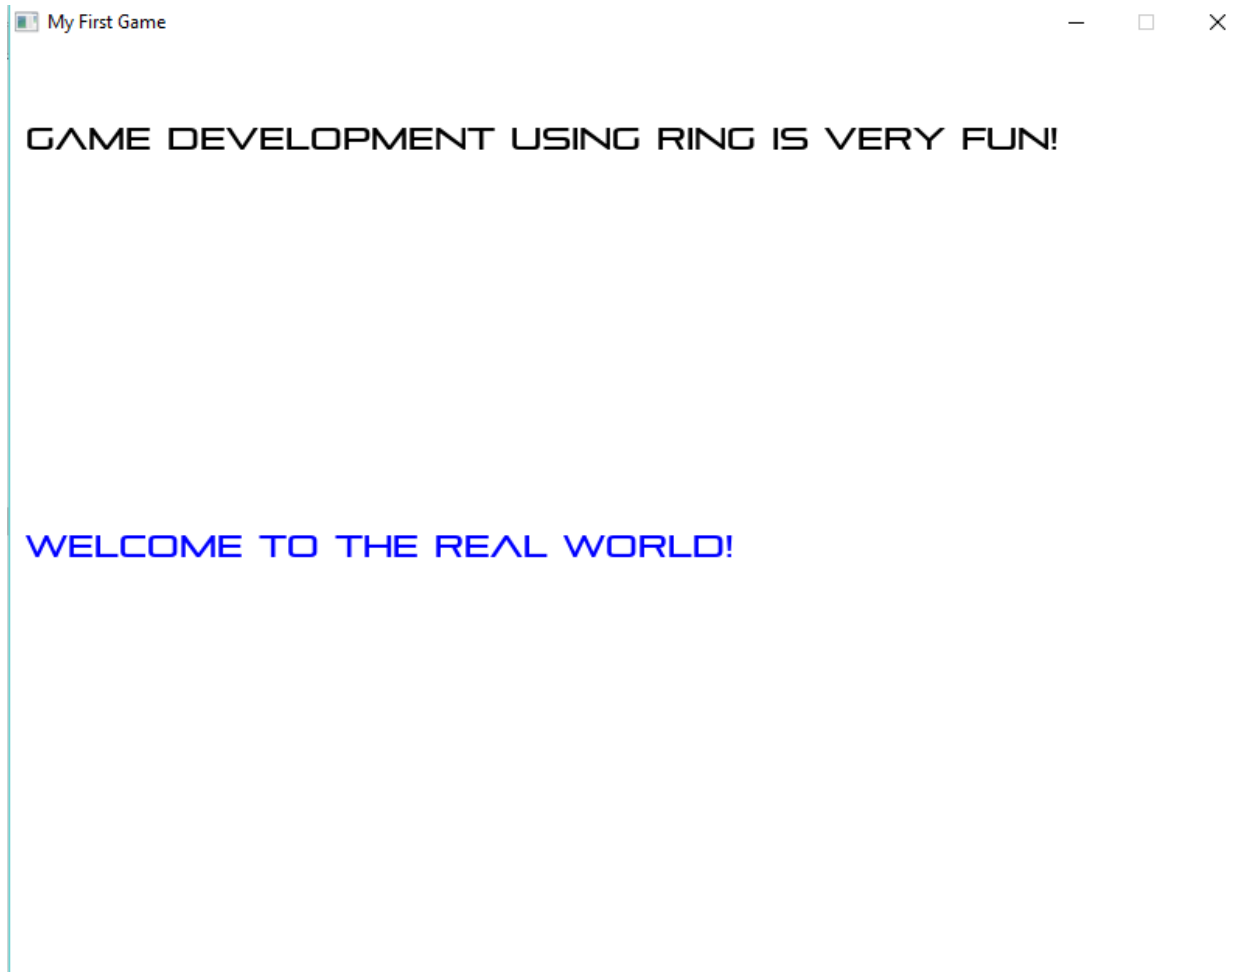 My First Game
GAME DEVELOPMENT USING RING IS VERY FUN!
WELCOME TO THE REAL WORLD!